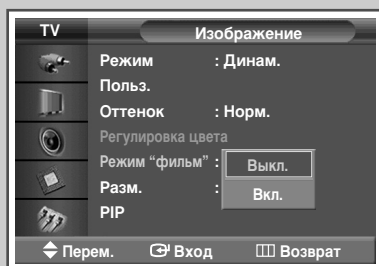 TV
Изображение
Режим : Динам.
Польз.
Оттенок : Норм.
Регулировка цвета
Режим “фильм” :
Выкл.
Разм. :
Вкл.
PIP
Перем. Вход Возврат